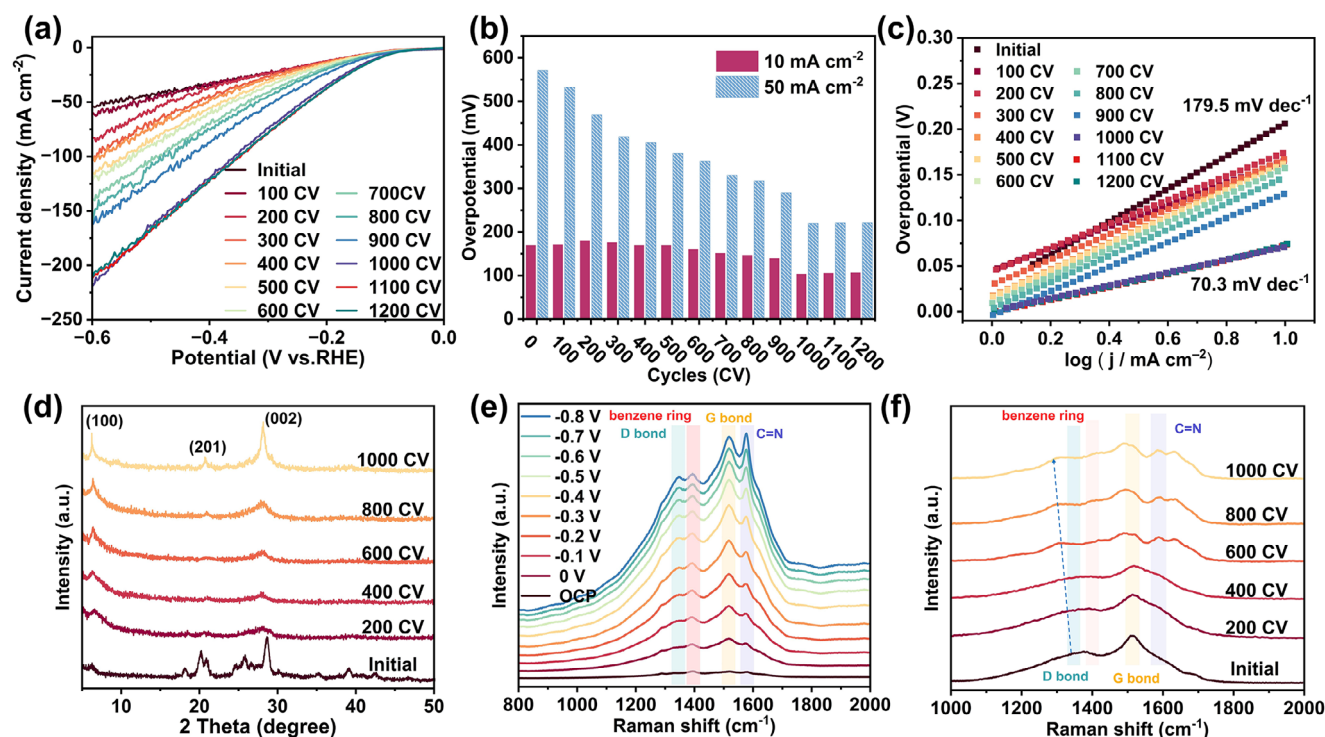 (a)
0
-50
-100
-150
-200
-250
Current density (mA cm⁻²)
Initial
100 CV
200 CV
300 CV
400 CV
500 CV
600 CV
700CV
800 CV
900 CV
1000 CV
1100 CV
1200 CV
-0.6
-0.4
-0.2
0.0
Potential (V vs.RHE)
(b)
600
500
400
300
200
100
0
Overpotential (mV)
10 mA cm⁻²
50 mA cm⁻²
0
100
200
300
400
500
600
700
800
900
1000
1100
1200
Cycles (CV)
(c)
0.30
0.25
0.20
0.15
0.10
0.05
0.00
Overpotential (V)
Initial
100 CV
200 CV
300 CV
400 CV
500 CV
600 CV
700 CV
800 CV
900 CV
1000 CV
1100 CV
1200 CV
179.5 mV dec⁻¹
70.3 mV dec⁻¹
0.0
0.2
0.4
0.6
0.8
1.0
log ( j / mA cm⁻²)
(d)
(100)
(201)
(002)
1000 CV
800 CV
600 CV
400 CV
200 CV
Initial
Intensity (a.u.)
10
20
30
40
50
2 Theta (degree)
(e)
-0.8 V
-0.7 V
-0.6 V
-0.5 V
-0.4 V
-0.3 V
-0.2 V
-0.1 V
0 V
OCP
benzene ring
D bond
G bond
C=N
Intensity (a.u.)
800
1000
1200
1400
1600
1800
2000
Raman shift (cm⁻¹)
(f)
benzene ring
C=N
1000 CV
800 CV
600 CV
400 CV
200 CV
Initial
D bond
G bond
Intensity (a.u.)
1000
1200
1400
1600
1800
2000
Raman shift (cm⁻¹)